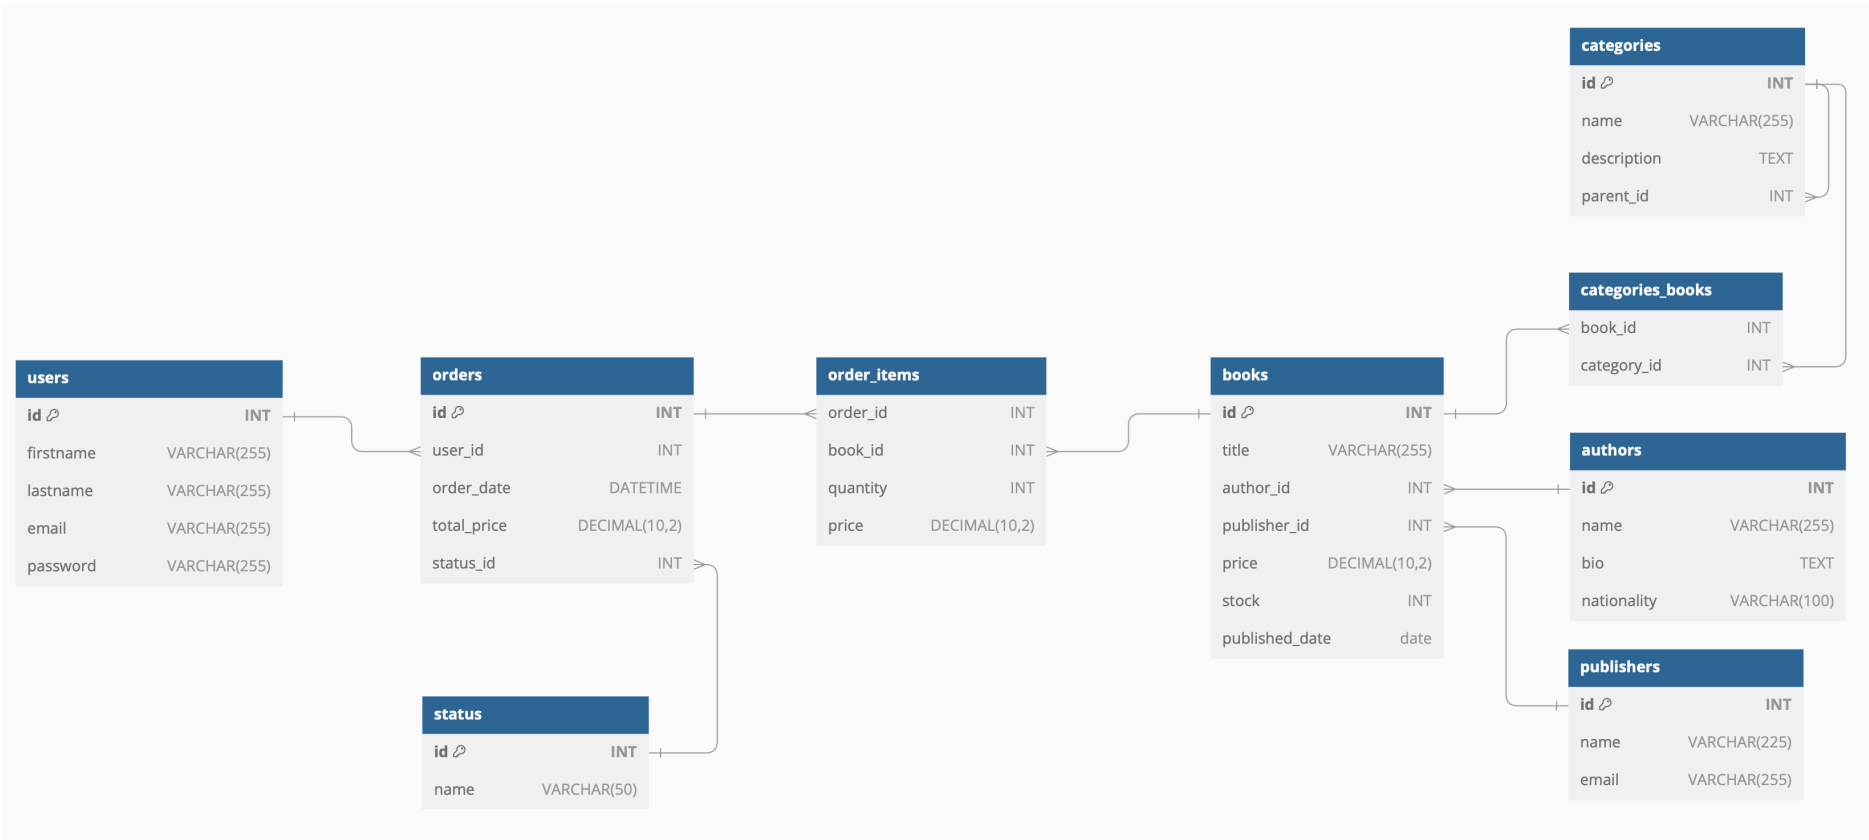 categories
id INT
name VARCHAR(255)
description TEXT
parent_id INT
categories_books
book_id INT
category_id INT
users
id INT
firstname VARCHAR(255)
lastname VARCHAR(255)
email VARCHAR(255)
password VARCHAR(255)
orders
id INT
user_id INT
order_date DATETIME
total_price DECIMAL(10,2)
status_id INT
order_items
order_id INT
book_id INT
quantity INT
price DECIMAL(10,2)
books
id INT
title VARCHAR(255)
author_id INT
publisher_id INT
price DECIMAL(10,2)
stock INT
published_date date
authors
id INT
name VARCHAR(255)
bio TEXT
nationality VARCHAR(100)
publishers
id INT
name VARCHAR(225)
email VARCHAR(255)
status
id INT
name VARCHAR(50)